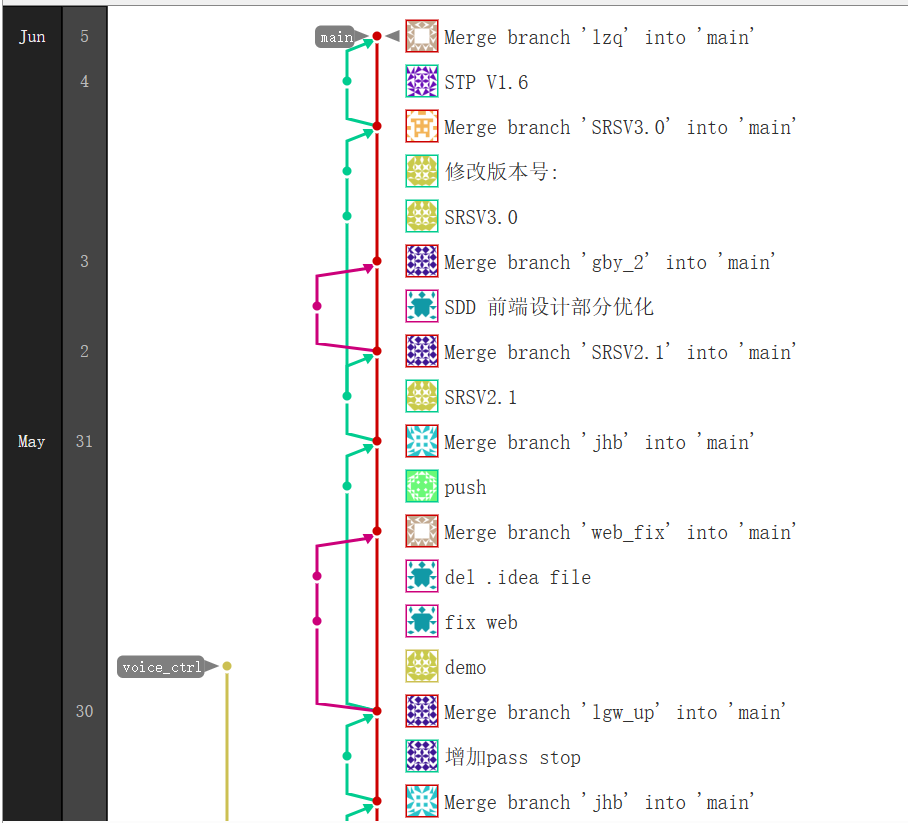 Jun 5 main Merge branch 'lzq' into 'main'
4 STP V1.6
Merge branch 'SRSV3.0' into 'main'
修改版本号:
SRSV3.0
3 Merge branch 'gby_2' into 'main'
SDD 前端设计部分优化
2 Merge branch 'SRSV2.1' into 'main'
SRSV2.1
May 31 Merge branch 'jhb' into 'main'
push
Merge branch 'web_fix' into 'main'
del .idea file
fix web
voice_ctrl demo
30 Merge branch 'lgw_up' into 'main'
增加pass stop
Merge branch 'jhb' into 'main'